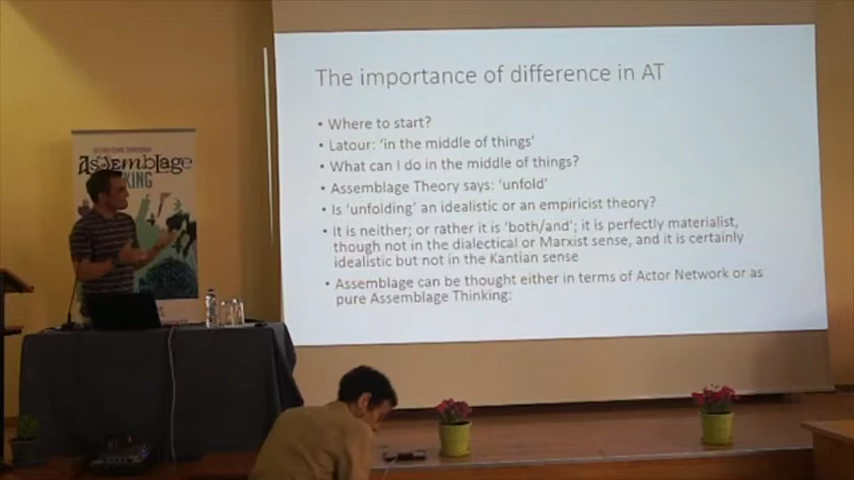 The importance of difference in AT
• Where to start?
• Latour: 'in the middle of things'
• What can I do in the middle of things?
• Assemblage Theory says: 'unfold'
• Is 'unfolding' an idealistic or an empiricist theory?
• It is neither; or rather it is 'both/and'; it is perfectly materialist,
though not in the dialectical or Marxist sense, and it is certainly
idealistic but not in the Kantian sense
• Assemblage can be thought either in terms of Actor Network or as
pure Assemblage Thinking:
Assemblage